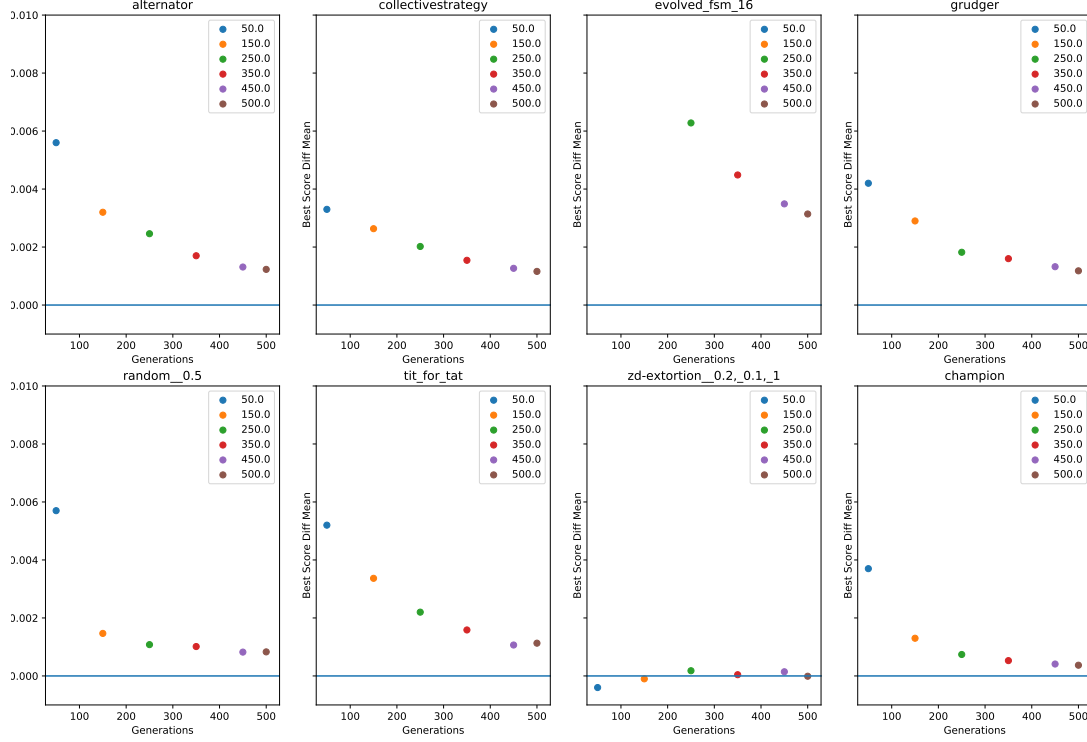 alternator collectivestrategy evolved_fsm_16 grudger
0.010
0.008
0.006
0.004
0.002
0.000
50.0
150.0
250.0
350.0
450.0
500.0
100 200 300 400 500
Generations
Best Score Diff Mean
50.0
150.0
250.0
350.0
450.0
500.0
100 200 300 400 500
Generations
Best Score Diff Mean
50.0
150.0
250.0
350.0
450.0
500.0
100 200 300 400 500
Generations
Best Score Diff Mean
50.0
150.0
250.0
350.0
450.0
500.0
100 200 300 400 500
Generations
random__0.5 tit_for_tat zd-extortion__0.2,_0.1,_1 champion
0.010
0.008
0.006
0.004
0.002
0.000
50.0
150.0
250.0
350.0
450.0
500.0
100 200 300 400 500
Generations
Best Score Diff Mean
50.0
150.0
250.0
350.0
450.0
500.0
100 200 300 400 500
Generations
Best Score Diff Mean
50.0
150.0
250.0
350.0
450.0
500.0
100 200 300 400 500
Generations
Best Score Diff Mean
50.0
150.0
250.0
350.0
450.0
500.0
100 200 300 400 500
Generations